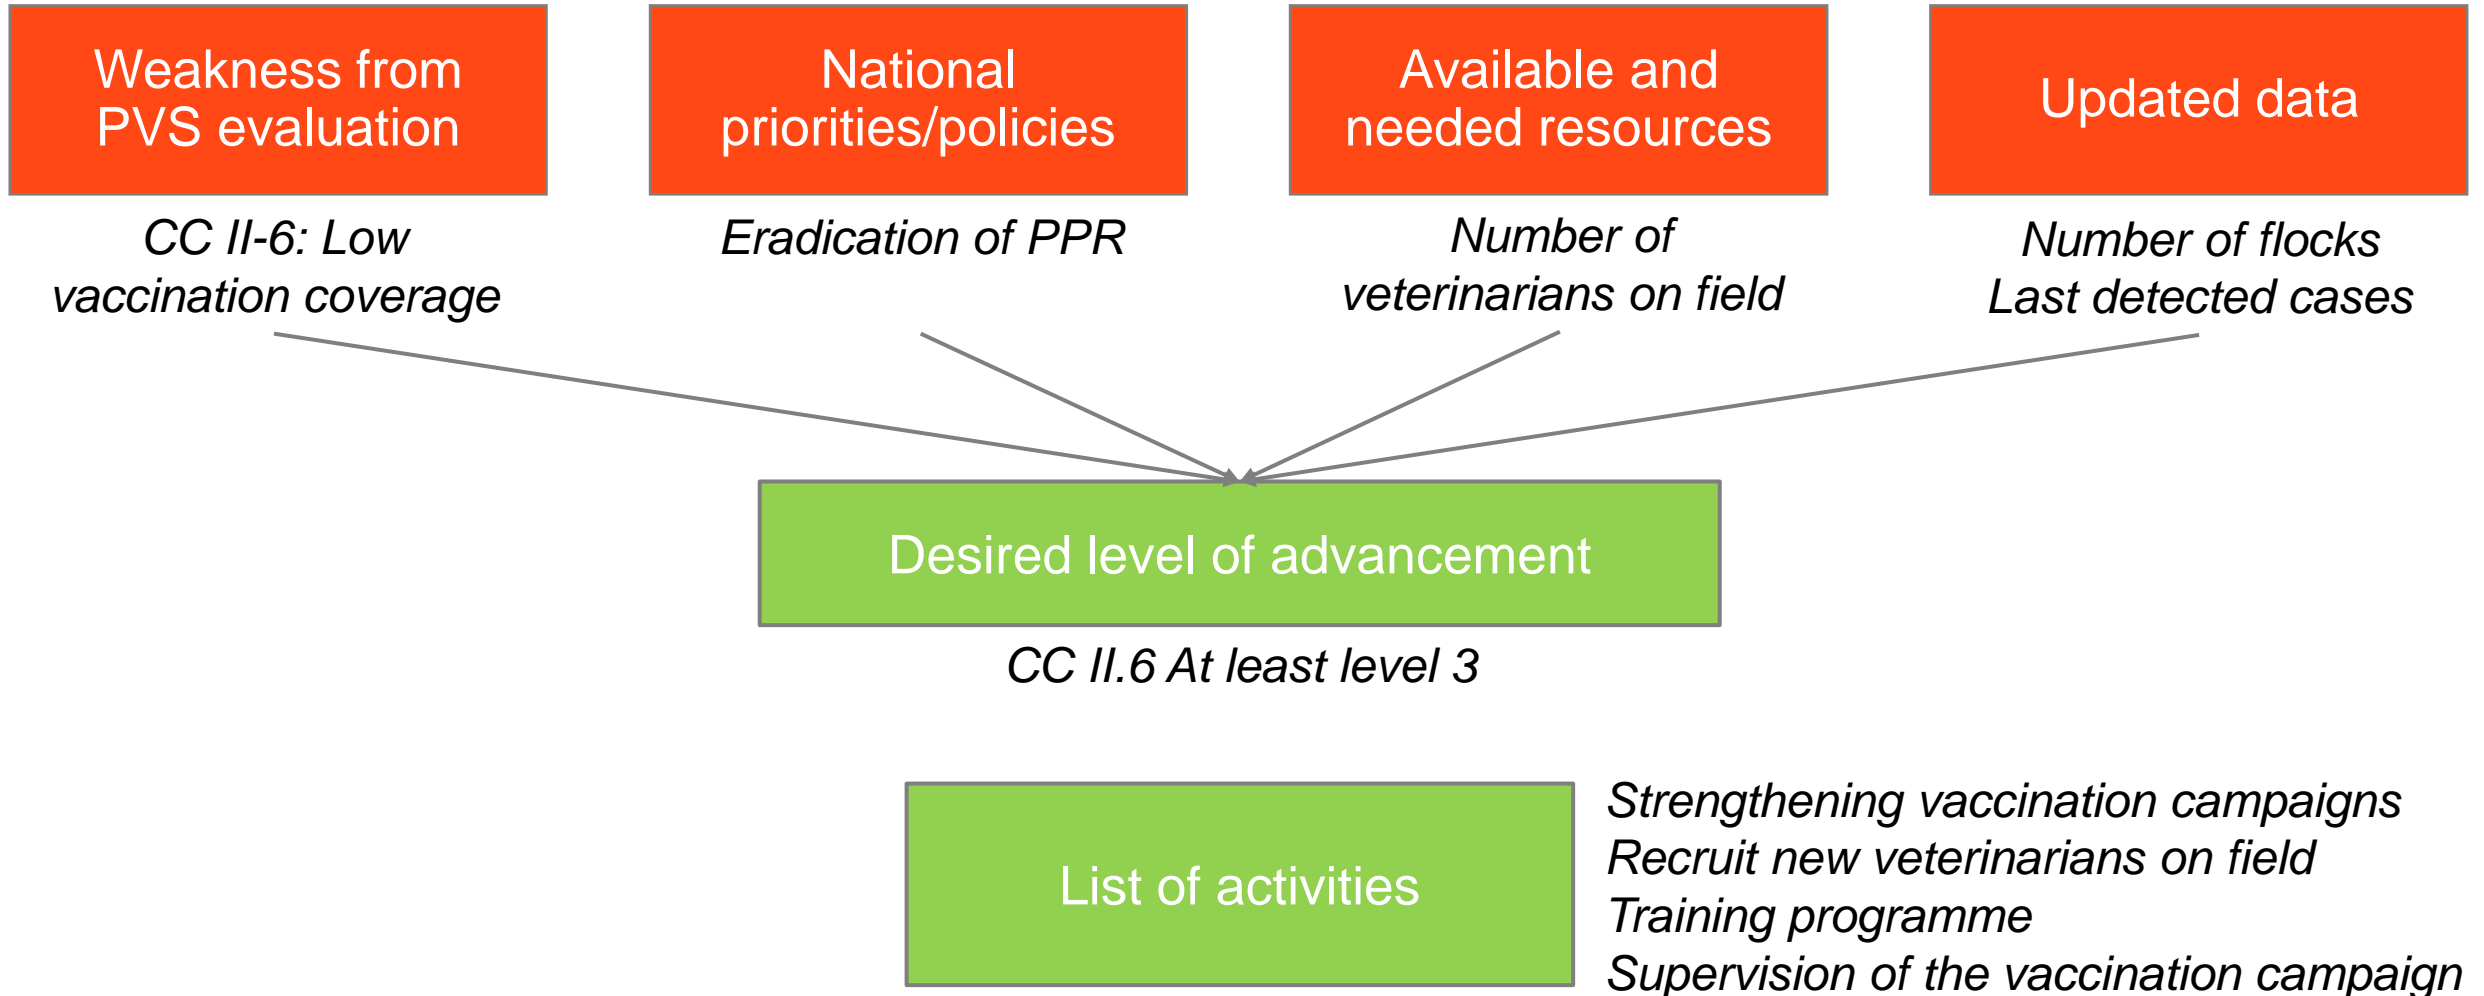 Weakness from
PVS evaluation
National
priorities/policies
Available and
needed resources
Updated data
CC II-6: Low
vaccination coverage
Eradication of PPR
Number of
veterinarians on field
Number of flocks
Last detected cases
Desired level of advancement
CC II.6 At least level 3
List of activities
Strengthening vaccination campaigns
Recruit new veterinarians on field
Training programme
Supervision of the vaccination campaign